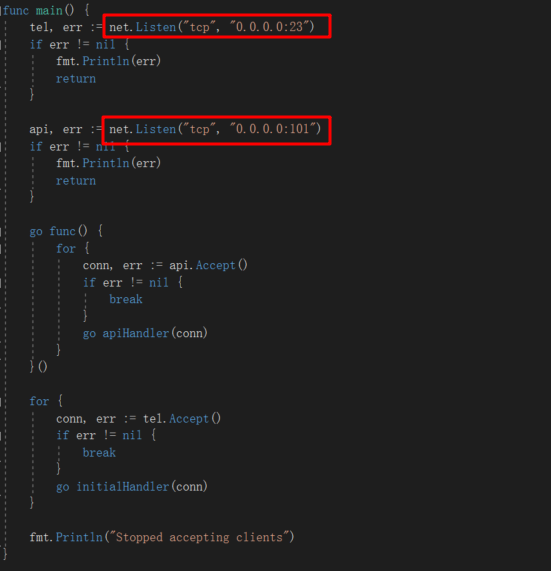 func main() {
tel, err := net.Listen("tcp", "0.0.0.0:23")
if err != nil {
fmt.Println(err)
return
}
api, err := net.Listen("tcp", "0.0.0.0:101")
if err != nil {
fmt.Println(err)
return
}
go func() {
for {
conn, err := api.Accept()
if err != nil {
break
}
go apiHandler(conn)
}
}()
for {
conn, err := tel.Accept()
if err != nil {
break
}
go initialHandler(conn)
}
fmt.Println("Stopped accepting clients")
}